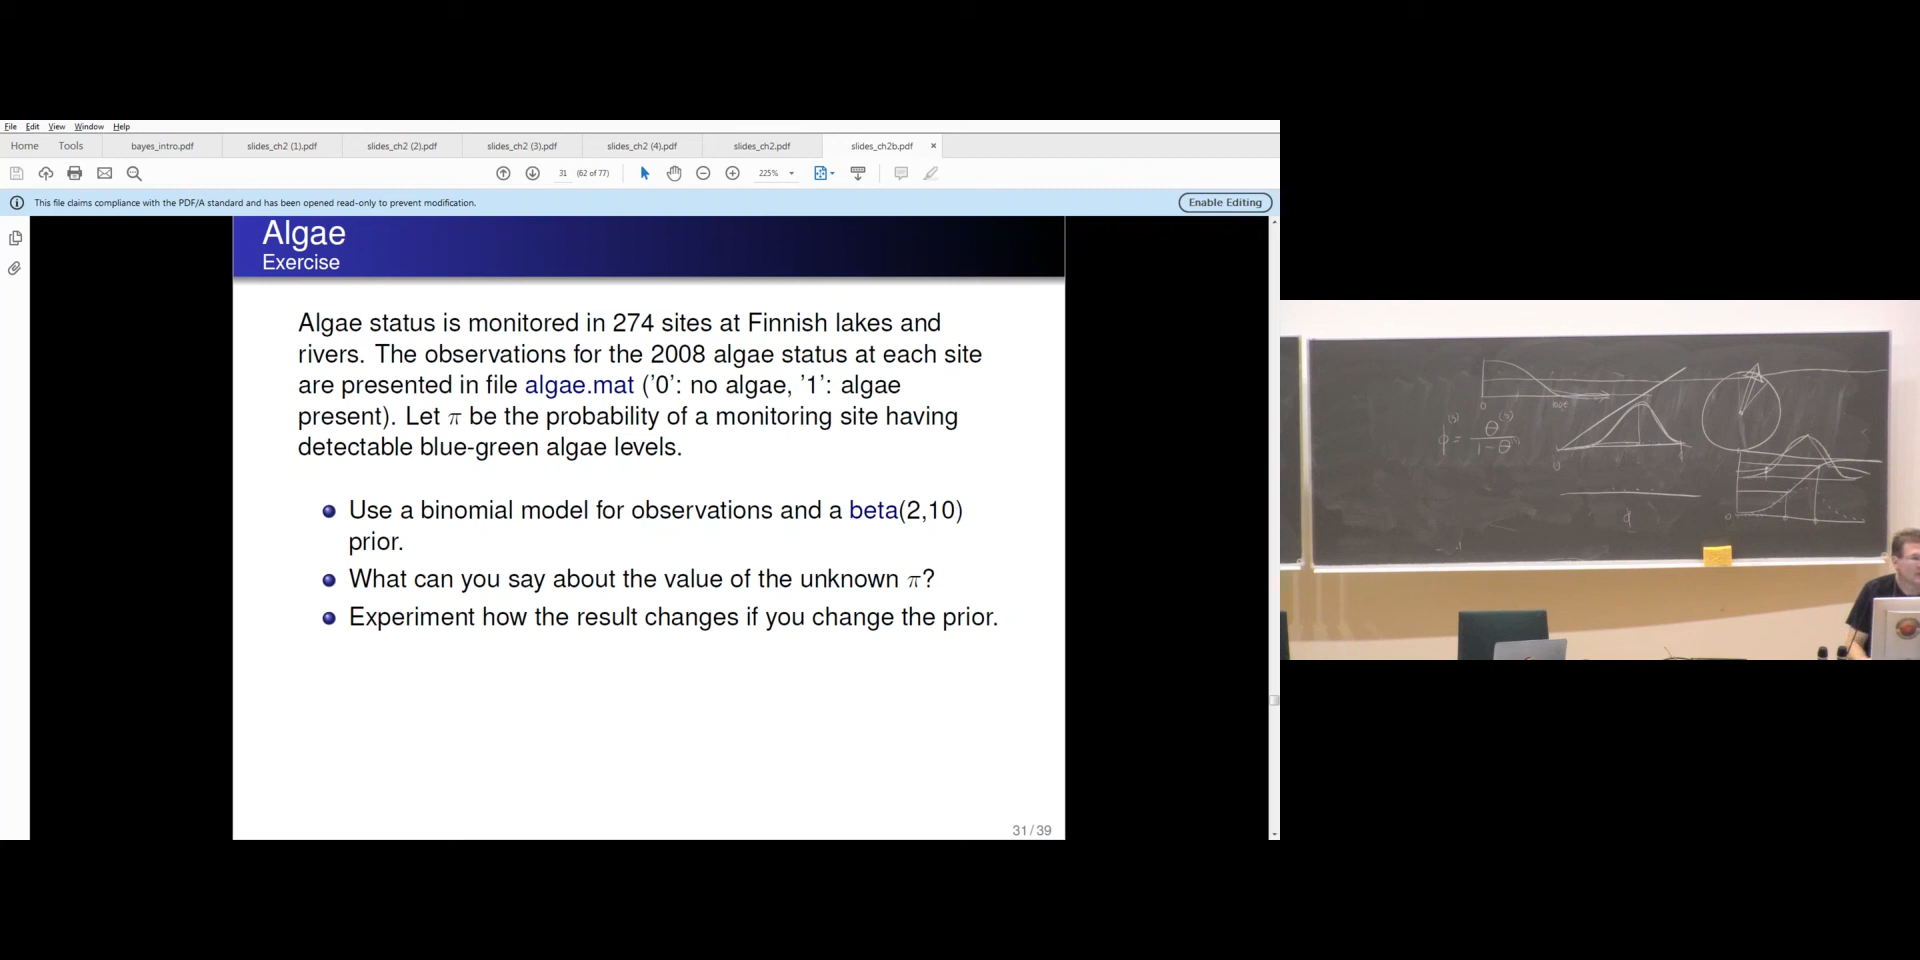 File Edit View Window Help
Home Tools bayes_intro.pdf slides_ch2 (1).pdf slides_ch2 (2).pdf slides_ch2 (3).pdf slides_ch2 (4).pdf slides_ch2.pdf slides_ch2b.pdf ×
31 (62 of 77) 225%
This file claims compliance with the PDF/A standard and has been opened read-only to prevent modification. Enable Editing
Algae
Exercise
Algae status is monitored in 274 sites at Finnish lakes and
rivers. The observations for the 2008 algae status at each site
are presented in file algae.mat ('0': no algae, '1': algae
present). Let π be the probability of a monitoring site having
detectable blue-green algae levels.
Use a binomial model for observations and a beta(2,10)
prior.
What can you say about the value of the unknown π?
Experiment how the result changes if you change the prior.
31 / 39
0
ϕ^(s) = θ^(s) / 1 - θ^(s)
0
ϕ
0